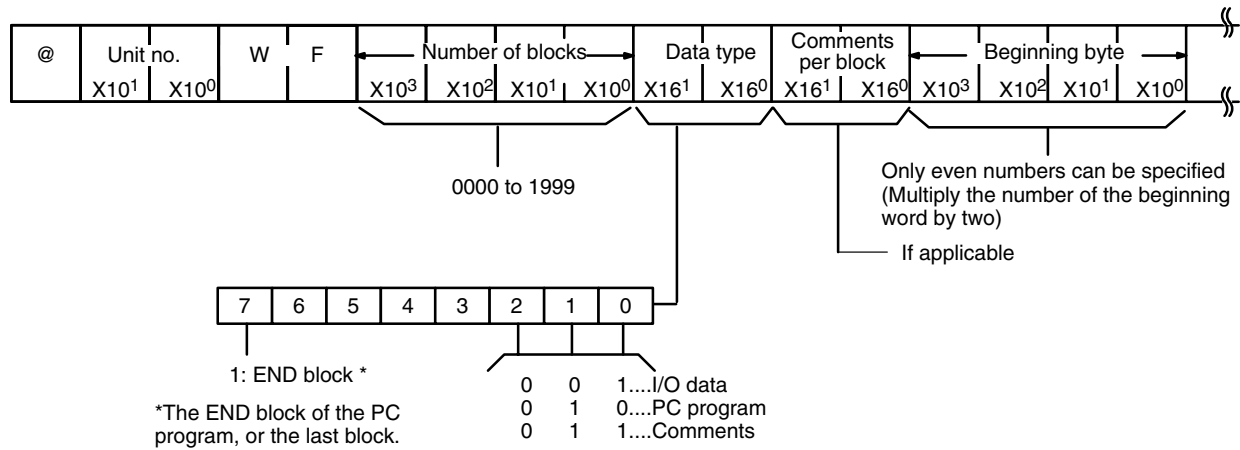 @ Unit no. W F Number of blocks Data type Comments per block Beginning byte
X10¹ X10⁰ X10³ X10² X10¹ X10⁰ X16¹ X16⁰ X16¹ X16⁰ X10³ X10² X10¹ X10⁰
0000 to 1999
Only even numbers can be specified
(Multiply the number of the beginning
word by two)
If applicable
7 6 5 4 3 2 1 0
1: END block *
*The END block of the PC
program, or the last block.
0 0 1....I/O data
0 1 0....PC program
0 1 1....Comments